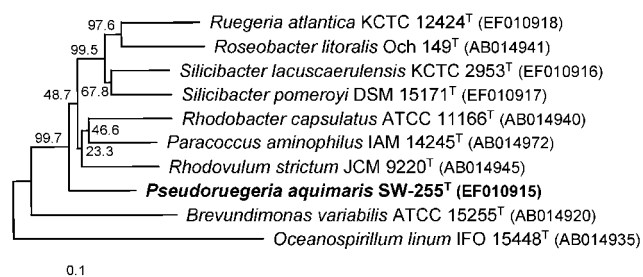 97.6
Ruegeria atlantica KCTC 12424ᵀ (EF010918)
99.5
Roseobacter litoralis Och 149ᵀ (AB014941)
Silicibacter lacuscaerulensis KCTC 2953ᵀ (EF010916)
48.7
67.8
Silicibacter pomeroyi DSM 15171ᵀ (EF010917)
Rhodobacter capsulatus ATCC 11166ᵀ (AB014940)
99.7
46.6
Paracoccus aminophilus IAM 14245ᵀ (AB014972)
23.3
Rhodovulum strictum JCM 9220ᵀ (AB014945)
Pseudoruegeria aquimaris SW-255ᵀ (EF010915)
Brevundimonas variabilis ATCC 15255ᵀ (AB014920)
Oceanospirillum linum IFO 15448ᵀ (AB014935)
0.1